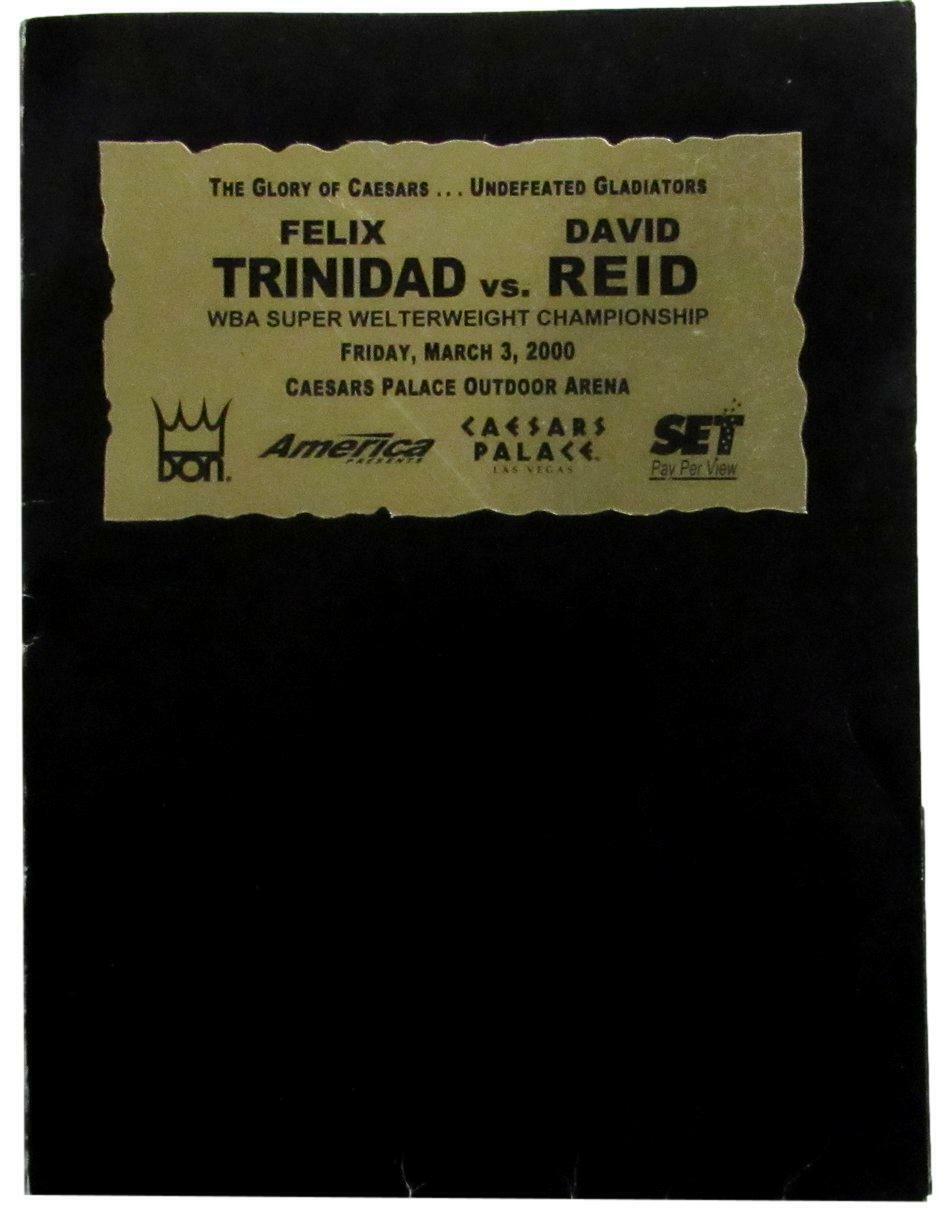 THE GLORY OF CAESARS ... UNDEFEATED GLADIATORS
FELIX DAVID
TRINIDAD vs. REID
WBA SUPER WELTERWEIGHT CHAMPIONSHIP
FRIDAY, MARCH 3, 2000
CAESARS PALACE OUTDOOR ARENA
DON.
America
PRESENTS
CAESARS
PALACE
LAS VEGAS
SET
Pay Per View